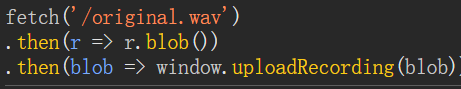 fetch('/original.wav')
.then(r => r.blob())
.then(blob => window.uploadRecording(blob))